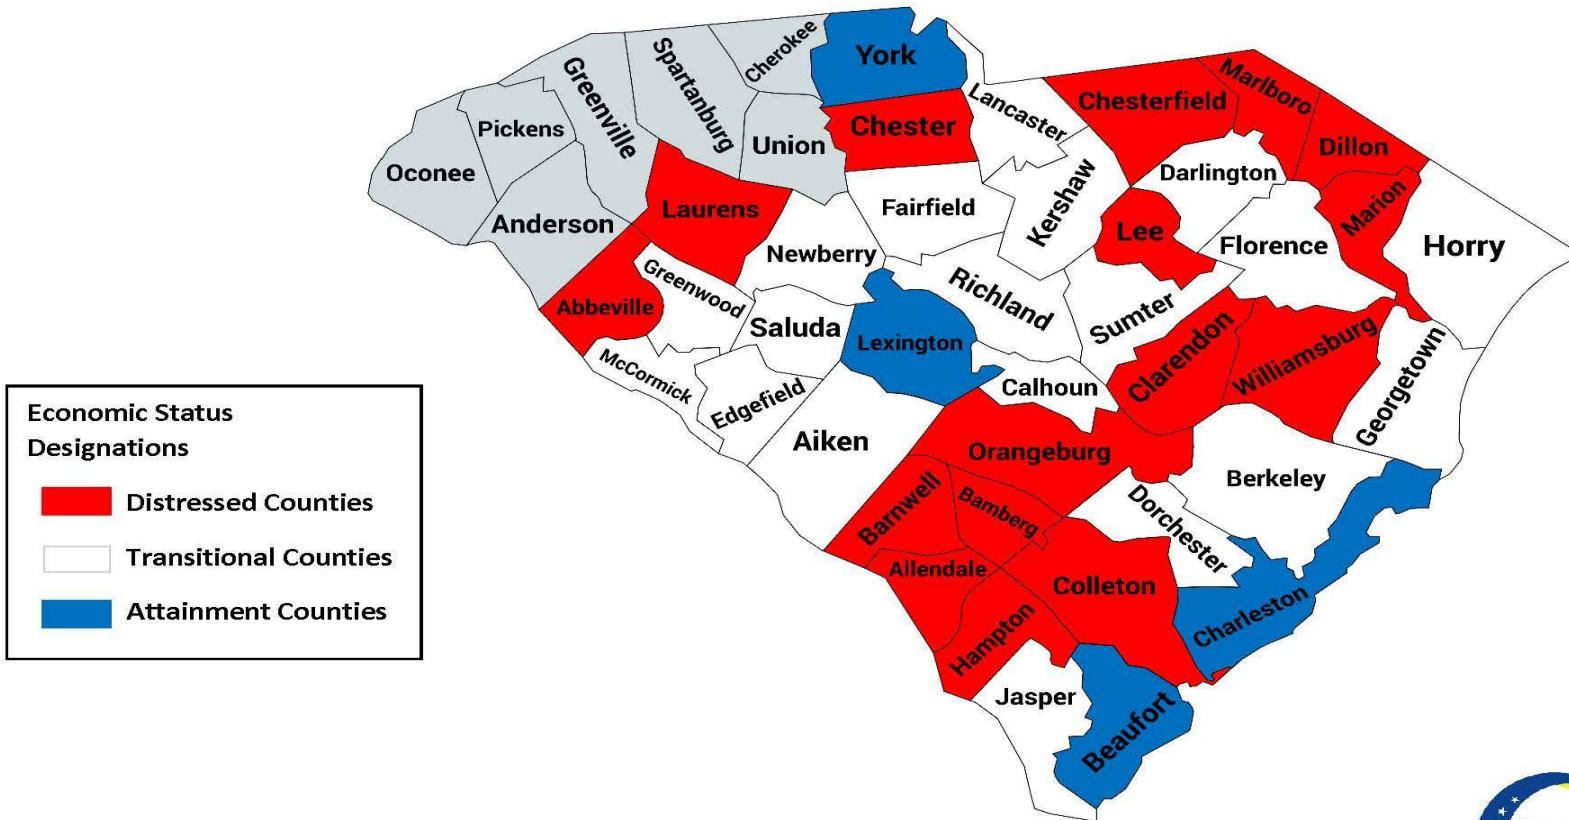 Cherokee
York
Spartanburg
Greenville
Marlboro
Lancaster
Chesterfield
Pickens
Chester
Union
Dillon
Oconee
Darlington
Kershaw
Marion
Laurens
Fairfield
Anderson
Lee
Florence
Horry
Newberry
Greenwood
Richland
Abbeville
Saluda
Sumter
Lexington
Clarendon
Williamsburg
McCormick
Calhoun
Georgetown
Edgefield
Economic Status
Designations
Distressed Counties
Transitional Counties
Attainment Counties
Aiken
Orangeburg
Berkeley
Barnwell
Bamberg
Dorchester
Allendale
Colleton
Charleston
Hampton
Jasper
Beaufort